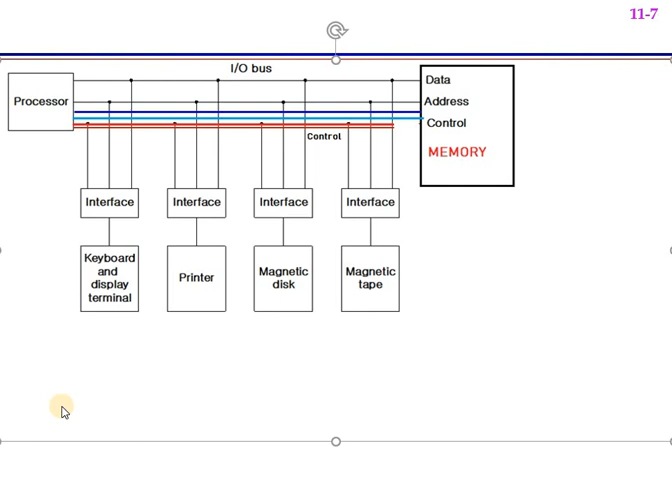 11-7
I/O bus
Processor
Data
Address
Control
Control
MEMORY
Interface
Interface
Interface
Interface
Keyboard
and
display
terminal
Printer
Magnetic
disk
Magnetic
tape